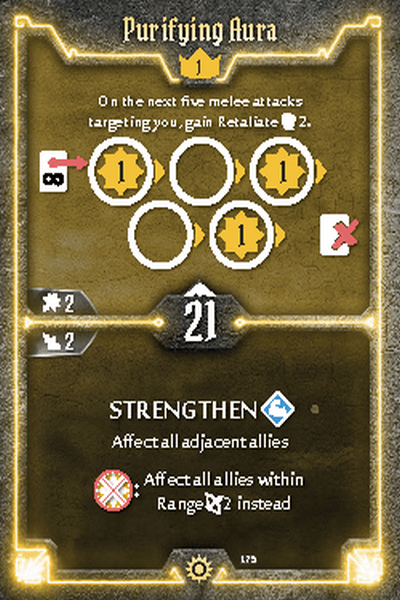 Purifying Aura
1
On the next five melee attacks
targeting you, gain Retaliate 2.
1 1
1
2
21
2
STRENGTHEN
Affect all adjacent allies
: Affect all allies within
Range 2 instead